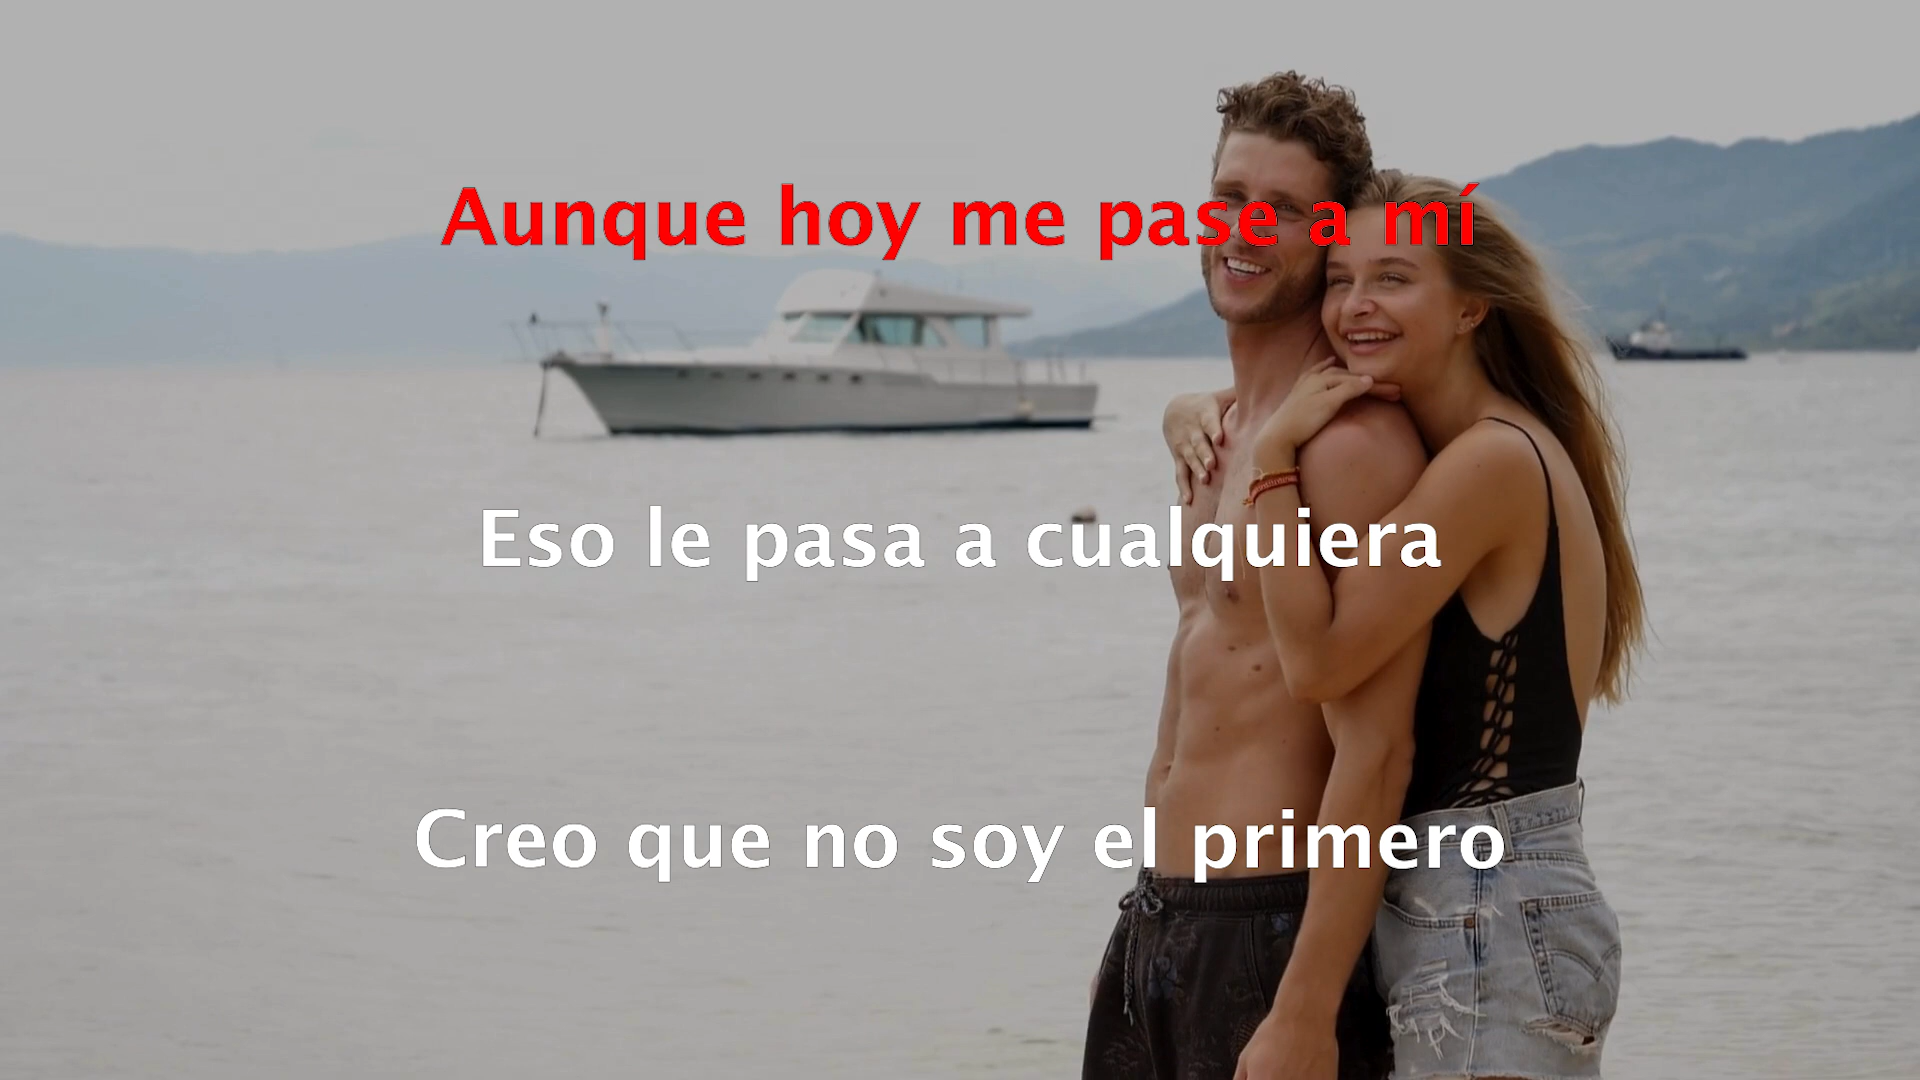 Aunque hoy me pase a mí
Eso le pasa a cualquiera
Creo que no soy el primero